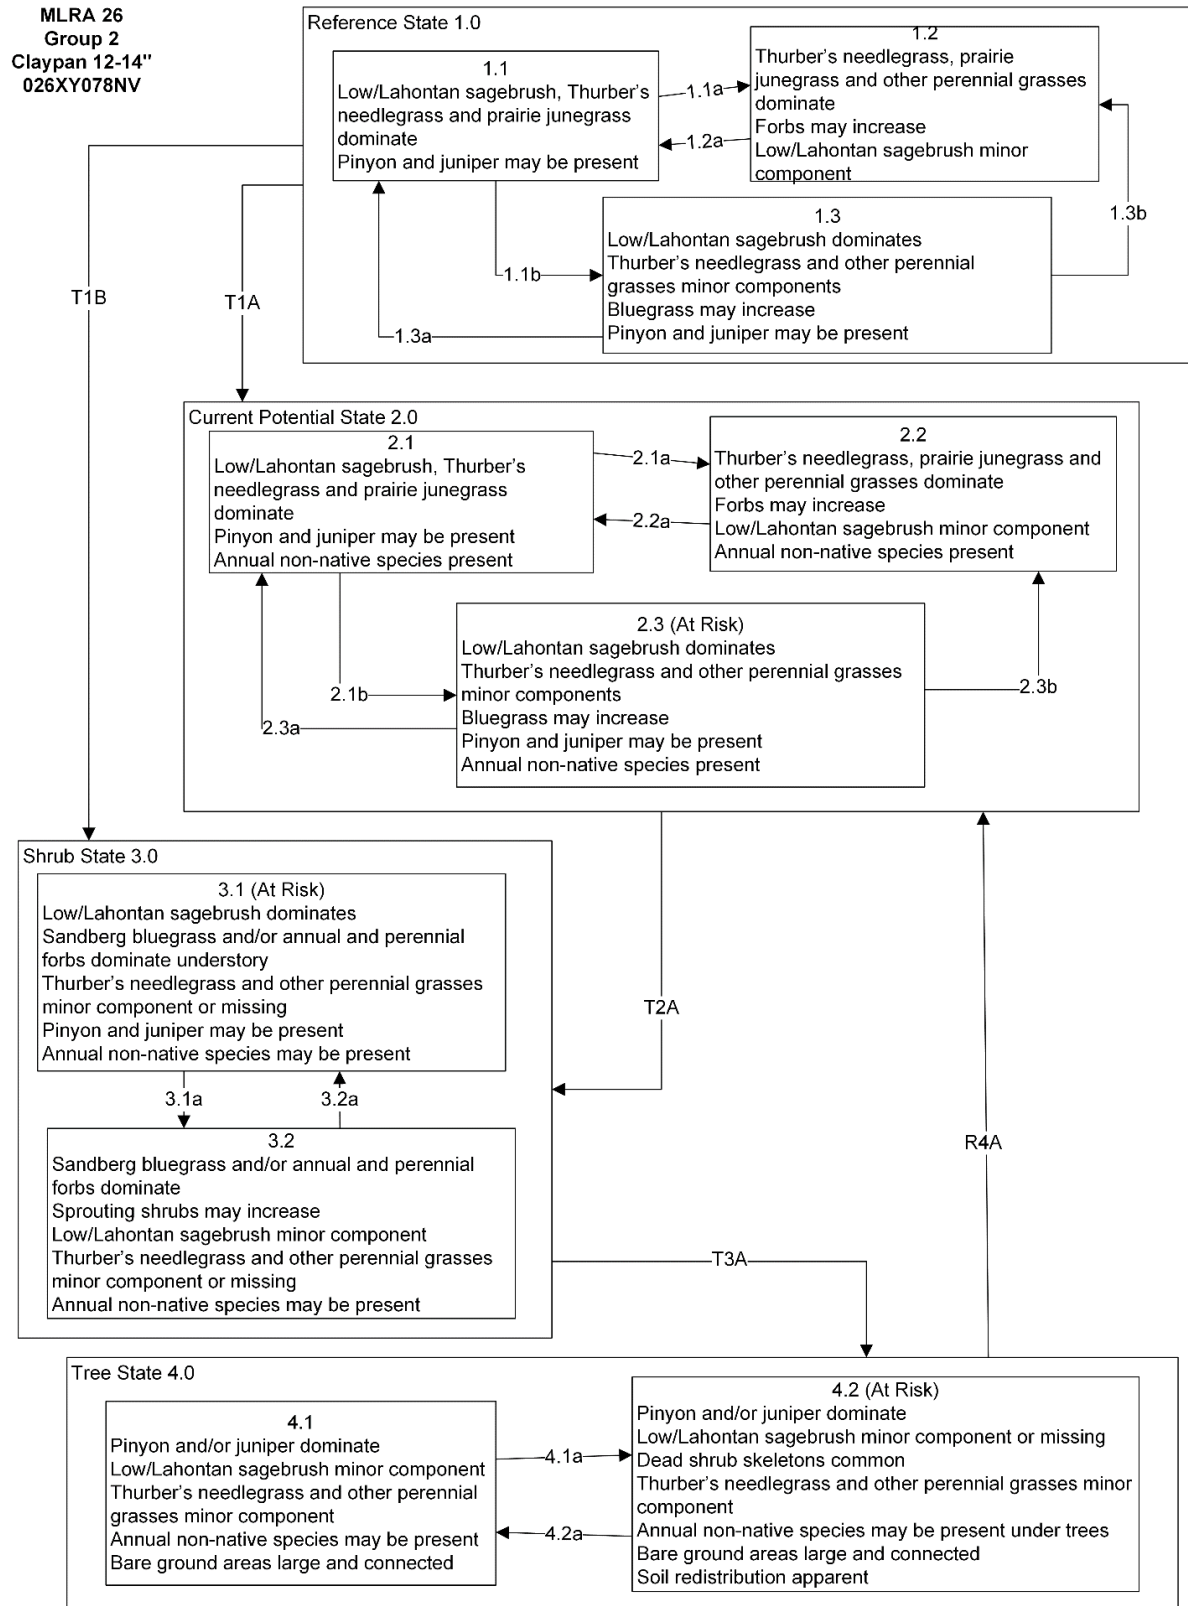 MLRA 26
Group 2
Claypan 12-14"
026XY078NV
Reference State 1.0
1.1
Low/Lahontan sagebrush, Thurber's
needlegrass and prairie junegrass
dominate
Pinyon and juniper may be present
1.1a
1.2a
1.2
Thurber's needlegrass, prairie
junegrass and other perennial grasses
dominate
Forbs may increase
Low/Lahontan sagebrush minor
component
1.3
Low/Lahontan sagebrush dominates
Thurber's needlegrass and other perennial
grasses minor components
Bluegrass may increase
Pinyon and juniper may be present
1.1b
1.3a
1.3b
T1B
T1A
Current Potential State 2.0
2.1
Low/Lahontan sagebrush, Thurber's
needlegrass and prairie junegrass
dominate
Pinyon and juniper may be present
Annual non-native species present
2.1a
2.2a
2.2
Thurber's needlegrass, prairie junegrass and
other perennial grasses dominate
Forbs may increase
Low/Lahontan sagebrush minor component
Annual non-native species present
2.3 (At Risk)
Low/Lahontan sagebrush dominates
Thurber's needlegrass and other perennial grasses
minor components
Bluegrass may increase
Pinyon and juniper may be present
Annual non-native species present
2.1b
2.3a
2.3b
Shrub State 3.0
3.1 (At Risk)
Low/Lahontan sagebrush dominates
Sandberg bluegrass and/or annual and perennial
forbs dominate understory
Thurber's needlegrass and other perennial grasses
minor component or missing
Pinyon and juniper may be present
Annual non-native species may be present
3.1a
3.2a
3.2
Sandberg bluegrass and/or annual and perennial
forbs dominate
Sprouting shrubs may increase
Low/Lahontan sagebrush minor component
Thurber's needlegrass and other perennial grasses
minor component or missing
Annual non-native species may be present
T2A
R4A
T3A
Tree State 4.0
4.1
Pinyon and/or juniper dominate
Low/Lahontan sagebrush minor component
Thurber's needlegrass and other perennial
grasses minor component
Annual non-native species may be present
Bare ground areas large and connected
4.1a
4.2a
4.2 (At Risk)
Pinyon and/or juniper dominate
Low/Lahontan sagebrush minor component or missing
Dead shrub skeletons common
Thurber's needlegrass and other perennial grasses minor
component
Annual non-native species may be present under trees
Bare ground areas large and connected
Soil redistribution apparent